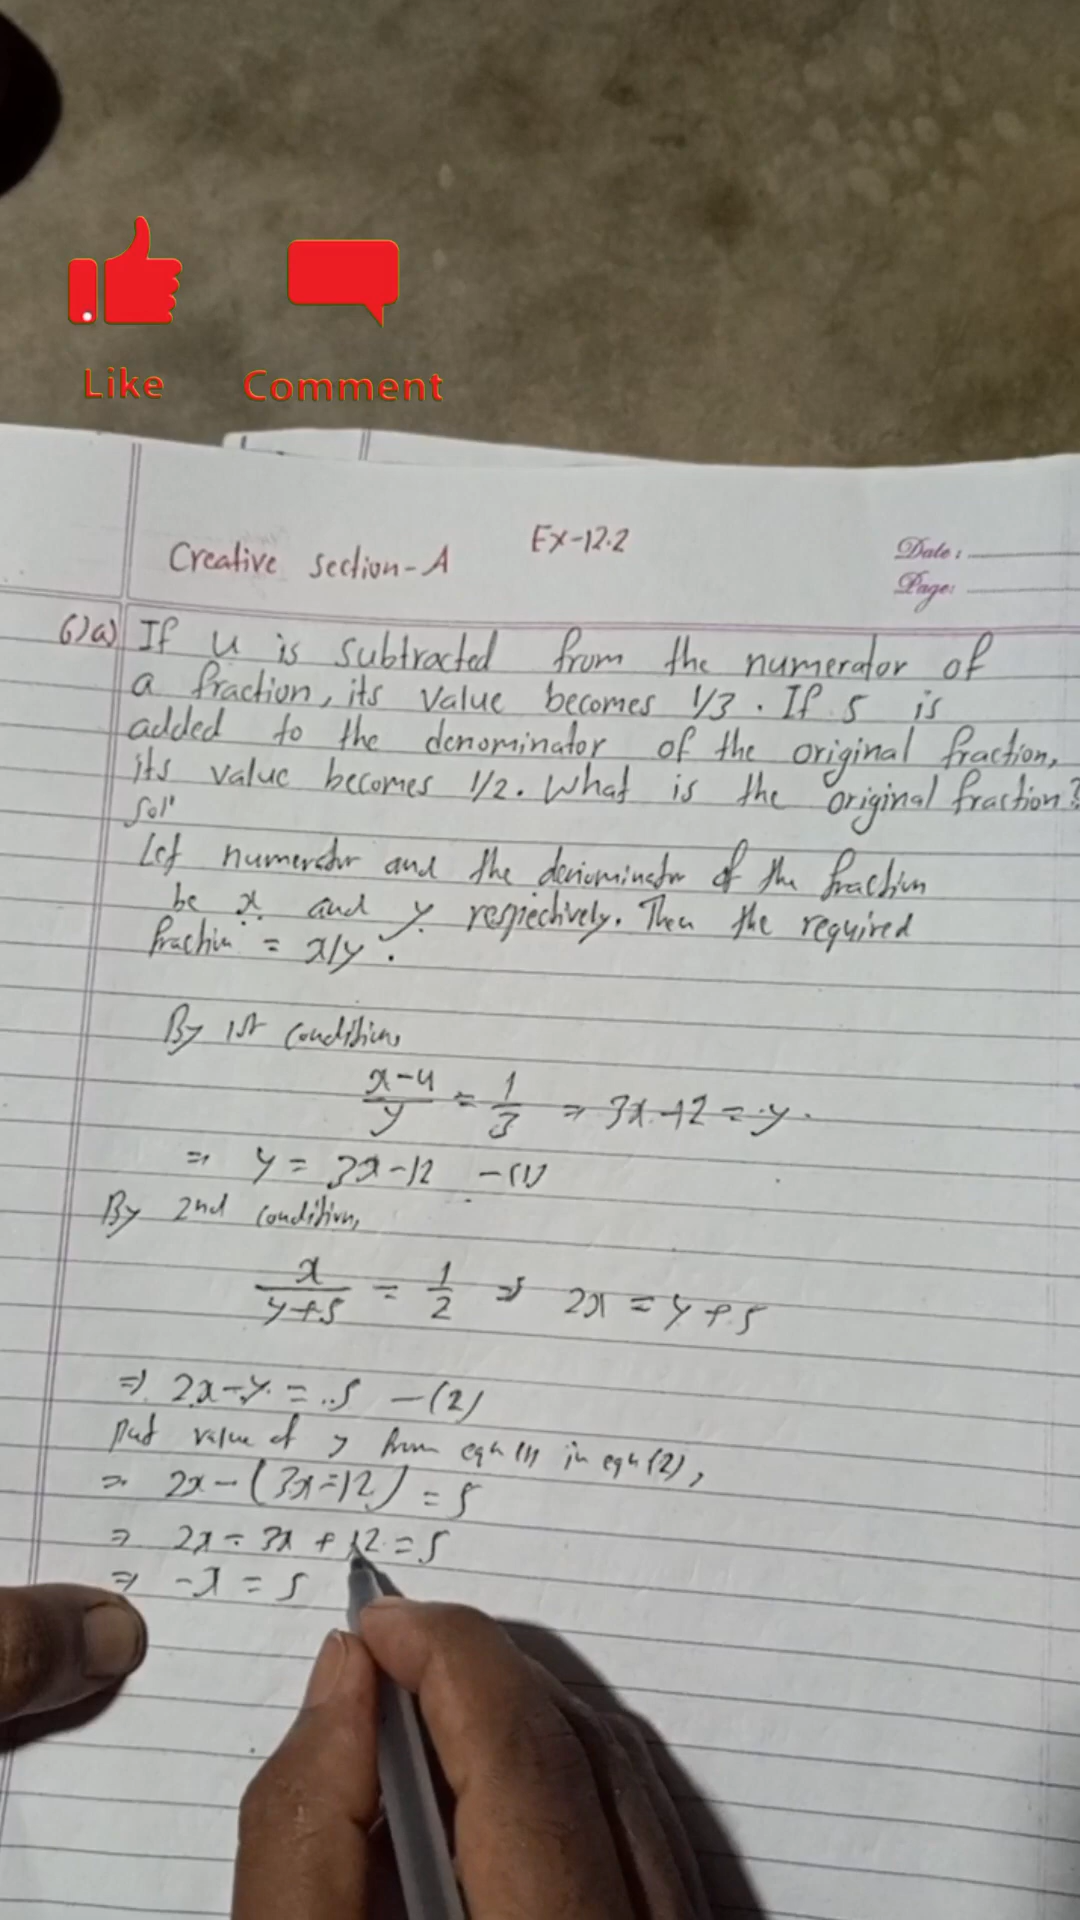 Like Comment
Creative section-A Ex-12.2
Date:
Page:
6)a) If 4 is subtracted from the numerator of
a fraction, its value becomes 1/3. If 5 is
added to the denominator of the original fraction,
its value becomes 1/2. What is the original fraction?
Solⁿ
Let numerator and the denominator of the fraction
be x and y respectively. Then the required
fraction = x/y.
By 1st condition,
x-4/y = 1/3 ⇒ 3x-12 = y
⇒ y = 3x-12 -(1)
By 2nd condition,
x/y+5 = 1/2 ⇒ 2x = y+5
⇒ 2x-y = 5 -(2)
Put value of y from eqn (1) in eqn (2),
⇒ 2x-(3x-12) = 5
⇒ 2x-3x+12 = 5
⇒ -x = 5